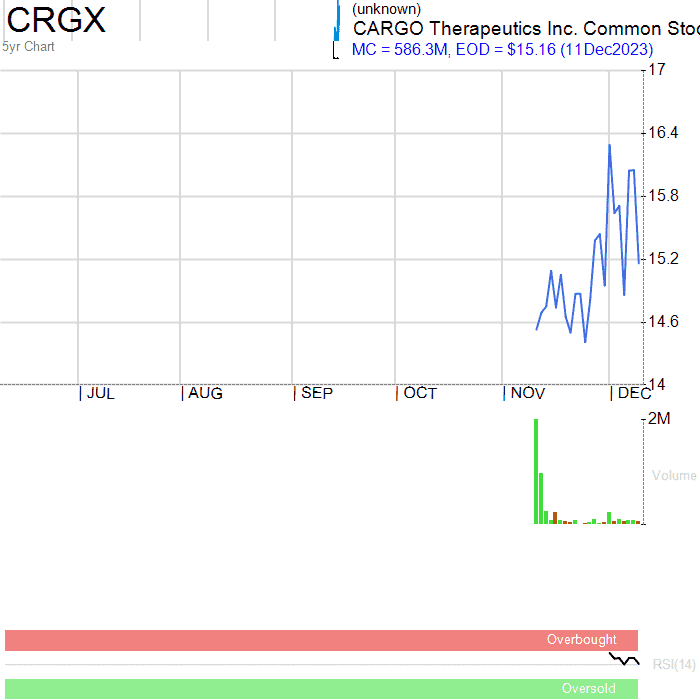 CRGX
5yr Chart
(unknown)
CARGO Therapeutics Inc. Common Stoc
MC = 586.3M, EOD = $15.16 (11Dec2023)
17
16.4
15.8
15.2
14.6
14
JUL AUG SEP OCT NOV DEC
2M
Volume
Overbought
RSI(14)
Oversold